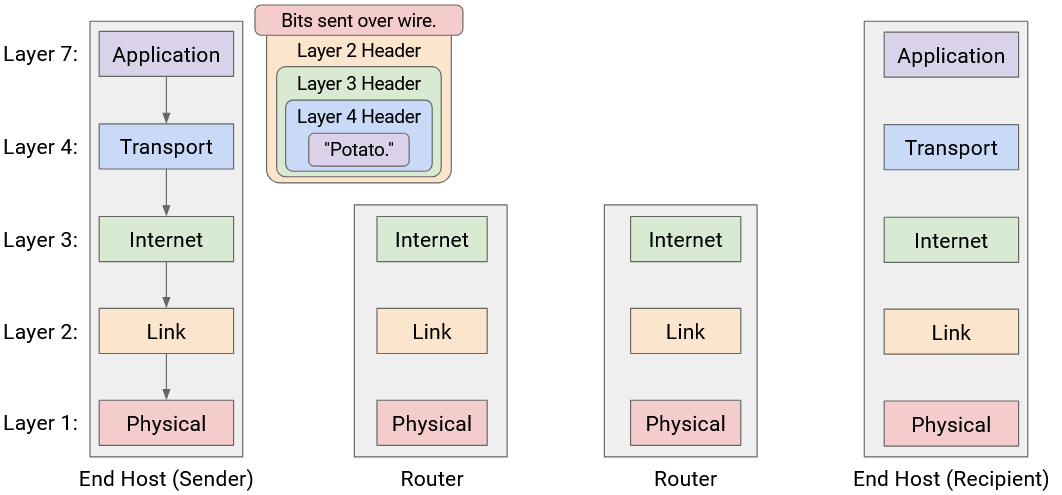 Layer 7:
Application
Bits sent over wire.
Layer 2 Header
Layer 3 Header
Layer 4 Header
"Potato."
Application
Layer 4:
Transport
Transport
Layer 3:
Internet
Internet
Internet
Internet
Layer 2:
Link
Link
Link
Link
Layer 1:
Physical
Physical
Physical
Physical
End Host (Sender)
Router
Router
End Host (Recipient)